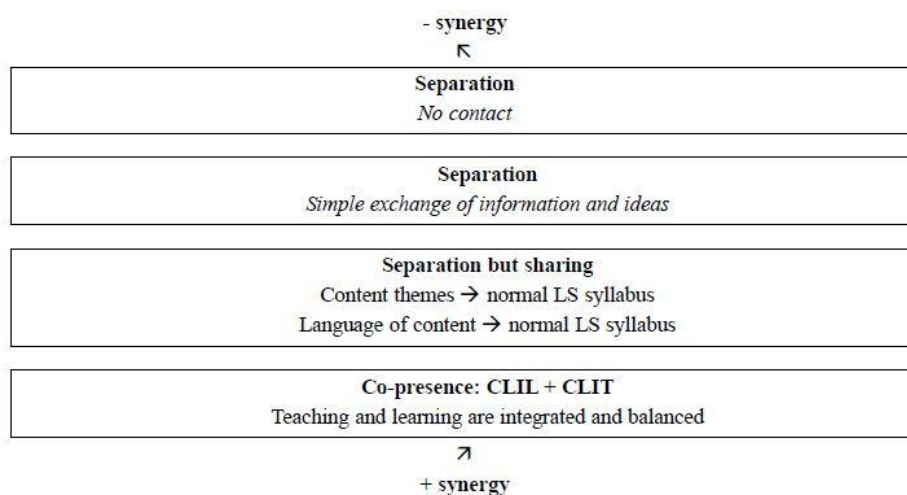 - synergy
↖
Separation
No contact
Separation
Simple exchange of information and ideas
Separation but sharing
Content themes → normal LS syllabus
Language of content → normal LS syllabus
Co-presence: CLIL + CLIT
Teaching and learning are integrated and balanced
↗
+ synergy